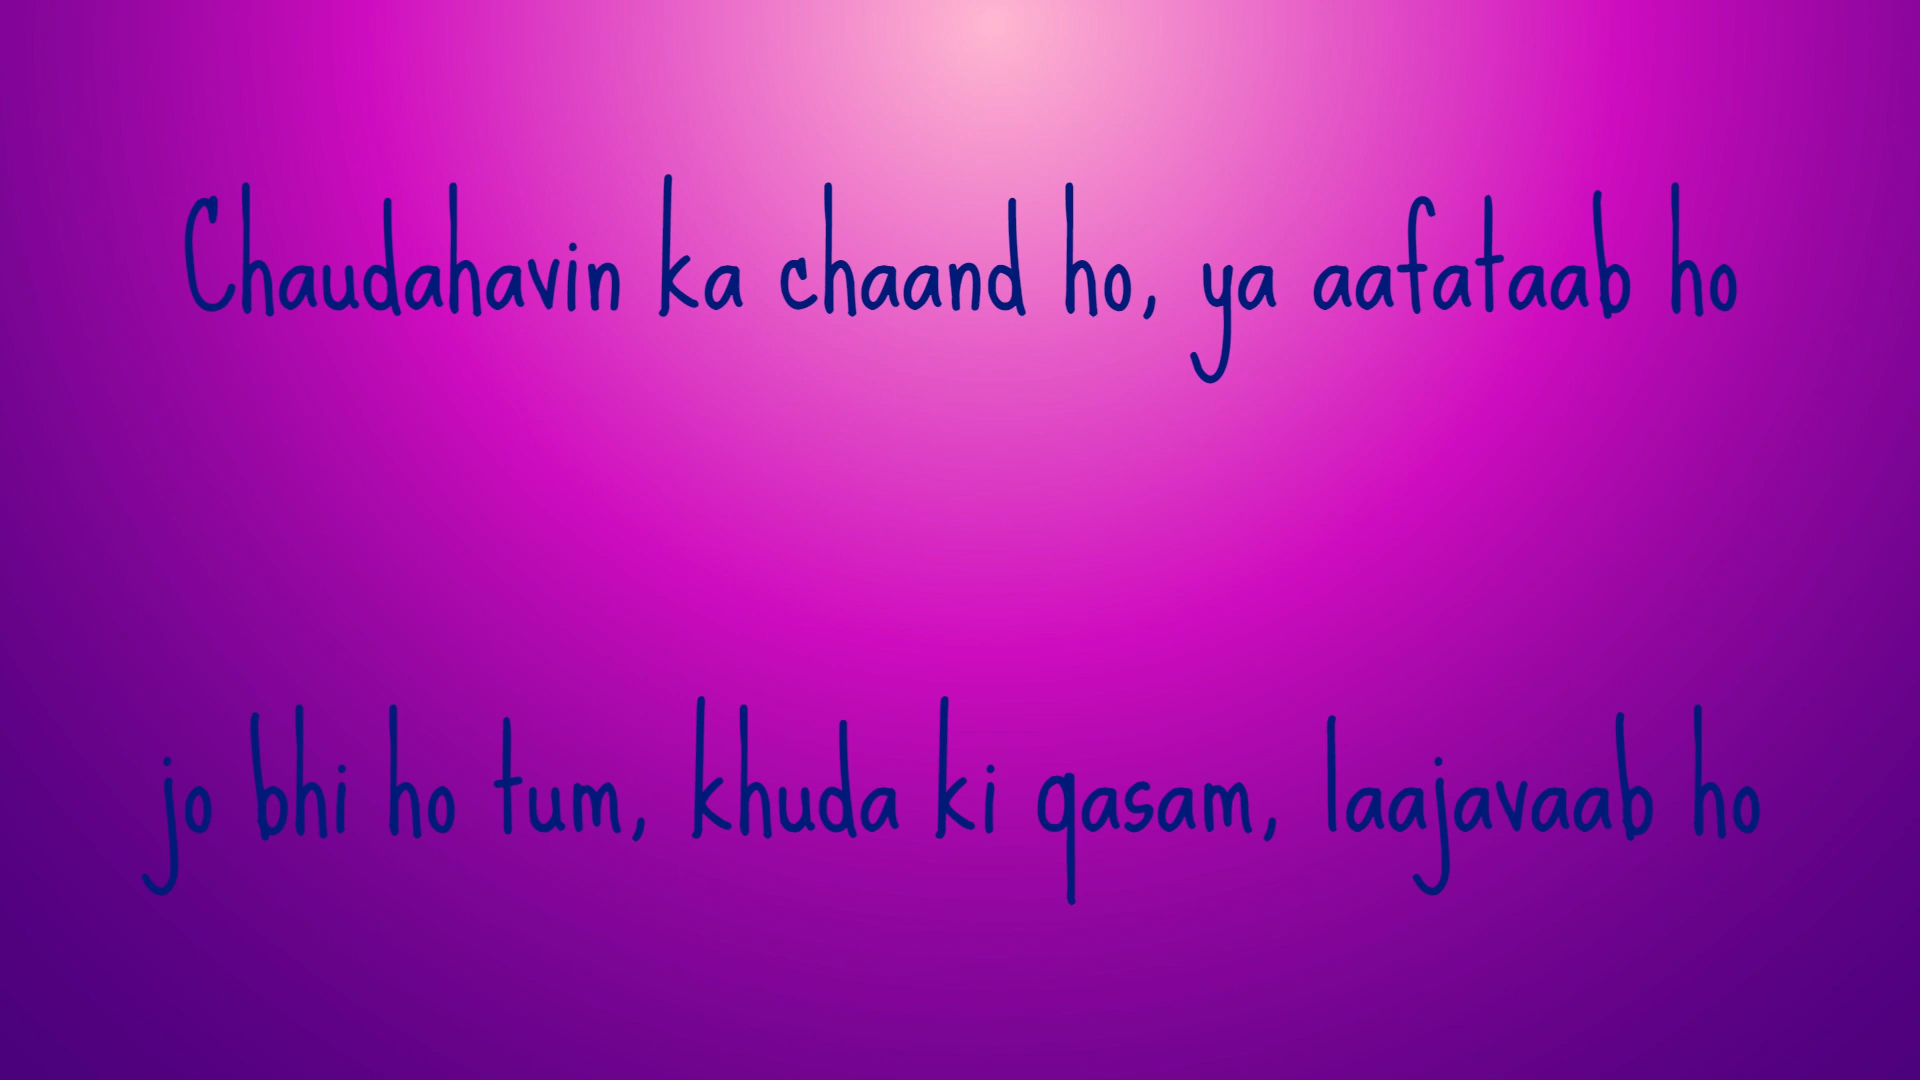 Chaudahavin ka chaand ho, ya aafataab ho
jo bhi ho tum, khuda ki qasam, laajavaab ho